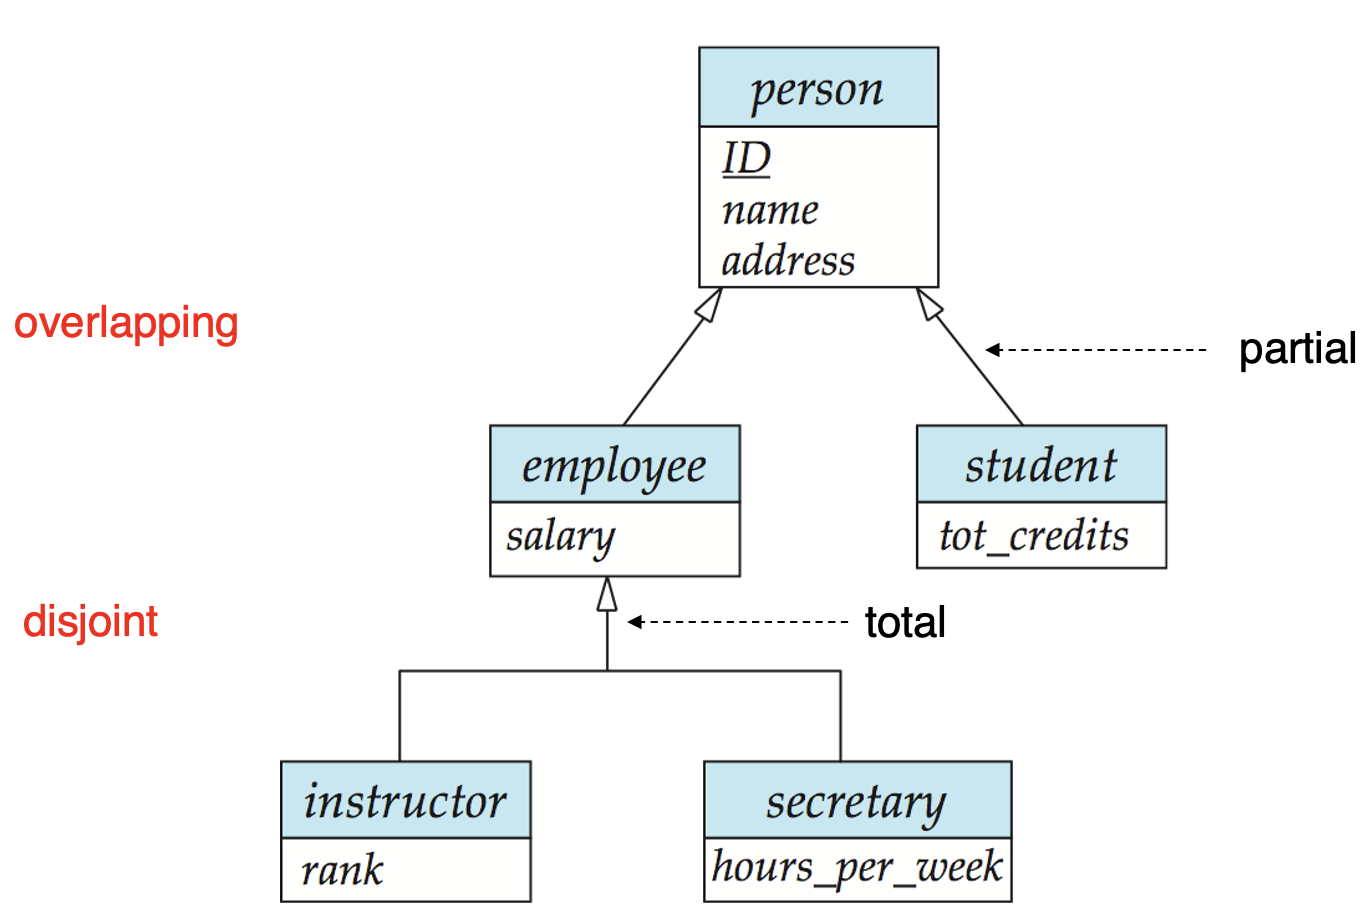 person
ID
name
address
overlapping
partial
employee
student
salary
tot_credits
disjoint
total
instructor
secretary
rank
hours_per_week